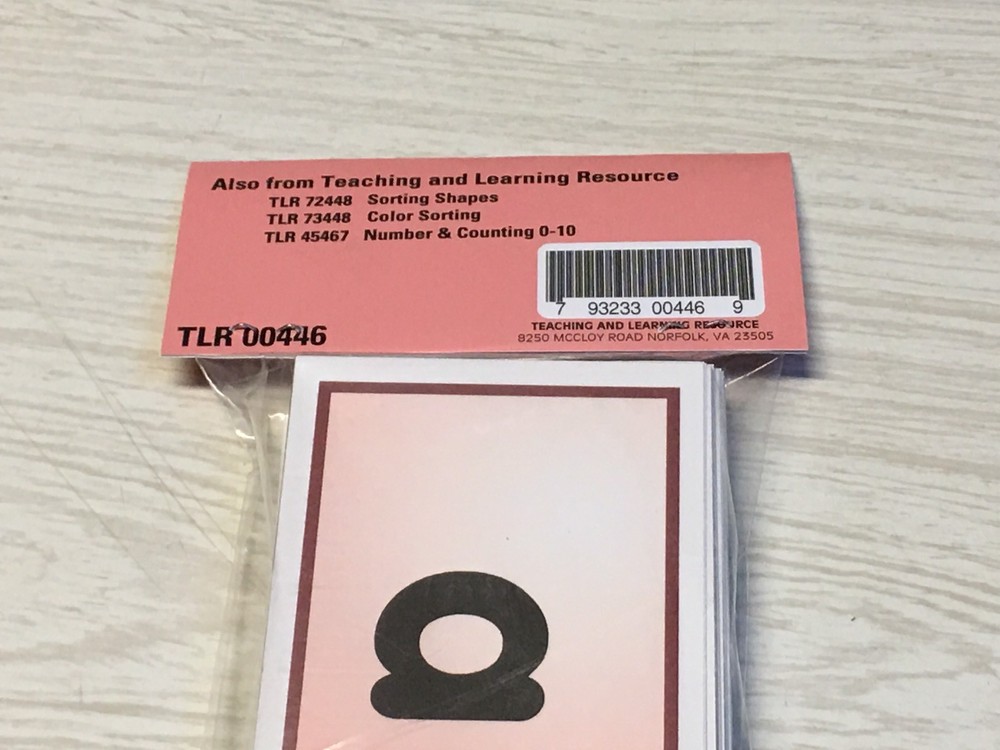 Also from Teaching and Learning Resource
TLR 72448 Sorting Shapes
TLR 73448 Color Sorting
TLR 45467 Number & Counting 0-10
7 93233 00446 9
TLR 00446
TEACHING AND LEARNING RESOURCE
8250 MCCLOY ROAD NORFOLK, VA 23505
a